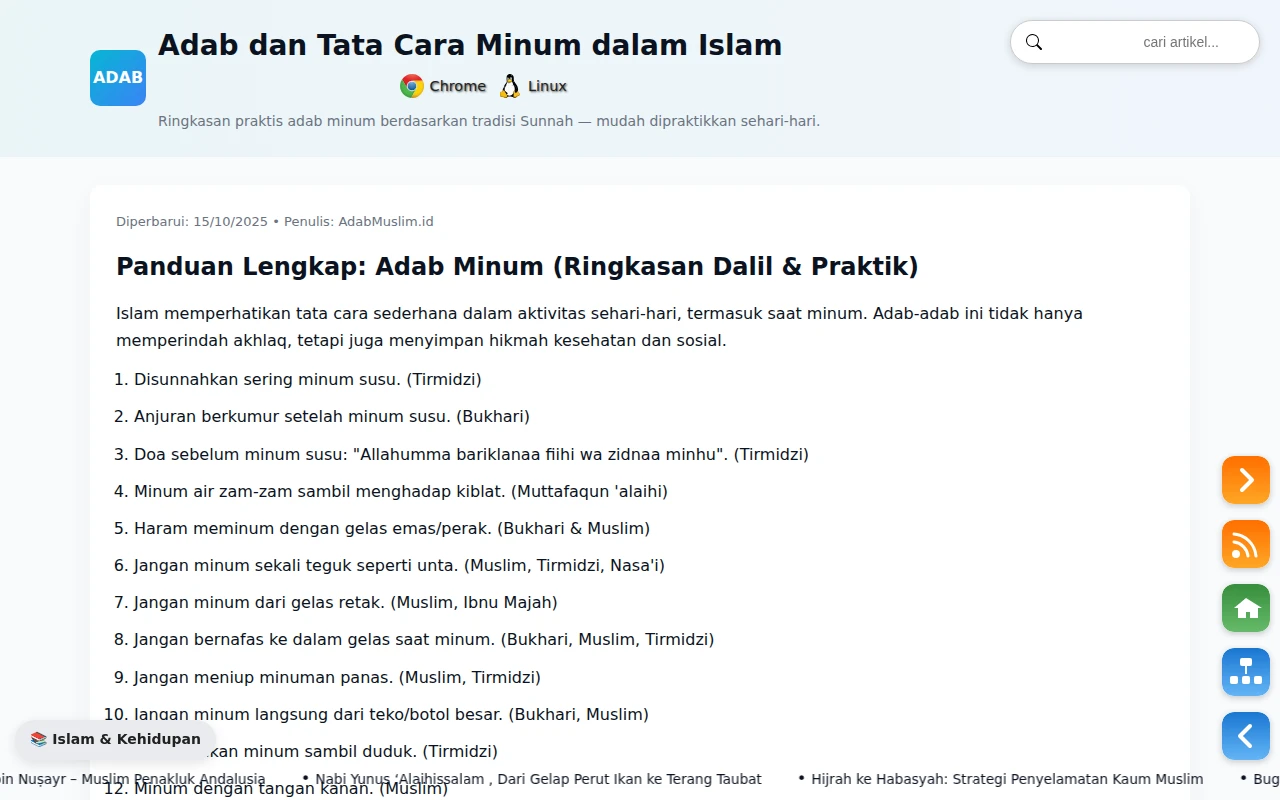 Adab dan Tata Cara Minum dalam Islam
ADAB
Chrome Linux
Ringkasan praktis adab minum berdasarkan tradisi Sunnah — mudah dipraktikkan sehari-hari.
cari artikel...
Diperbarui: 15/10/2025 • Penulis: AdabMuslim.id
Panduan Lengkap: Adab Minum (Ringkasan Dalil & Praktik)
Islam memperhatikan tata cara sederhana dalam aktivitas sehari-hari, termasuk saat minum. Adab-adab ini tidak hanya
memperindah akhlaq, tetapi juga menyimpan hikmah kesehatan dan sosial.
1. Disunnahkan sering minum susu. (Tirmidzi)
2. Anjuran berkumur setelah minum susu. (Bukhari)
3. Doa sebelum minum susu: "Allahumma bariklanaa fiihi wa zidnaa minhu". (Tirmidzi)
4. Minum air zam-zam sambil menghadap kiblat. (Muttafaqun 'alaihi)
5. Haram meminum dengan gelas emas/perak. (Bukhari & Muslim)
6. Jangan minum sekali teguk seperti unta. (Muslim, Tirmidzi, Nasa'i)
7. Jangan minum dari gelas retak. (Muslim, Ibnu Majah)
8. Jangan bernafas ke dalam gelas saat minum. (Bukhari, Muslim, Tirmidzi)
9. Jangan meniup minuman panas. (Muslim, Tirmidzi)
10. Jangan minum langsung dari teko/botol besar. (Bukhari, Muslim)
📚 Islam & Kehidupan
kan minum sambil duduk. (Tirmidzi)
in Nuṣayr – Muslim Penakluk Andalusia • Nabi Yunus ‘Alaihissalam , Dari Gelap Perut Ikan ke Terang Taubat • Hijrah ke Habasyah: Strategi Penyelamatan Kaum Muslim • Bug
12. Minum dengan tangan kanan. (Muslim)